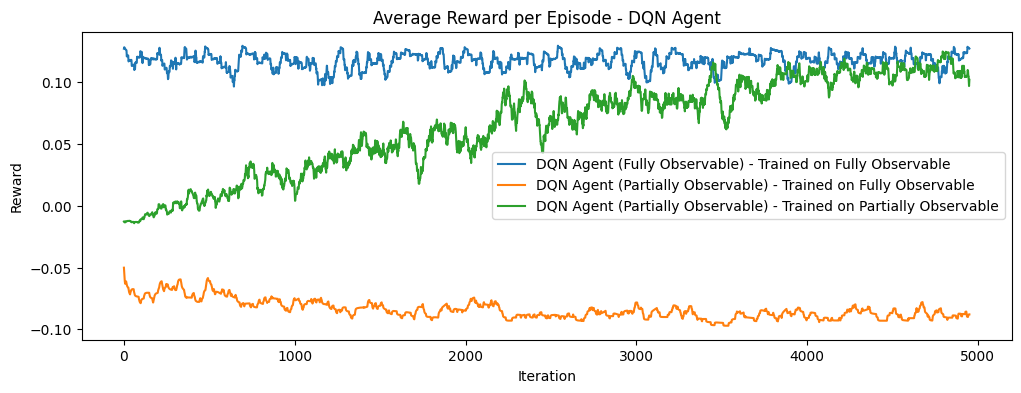 Average Reward per Episode - DQN Agent
Reward
0.10
0.05
0.00
−0.05
−0.10
DQN Agent (Fully Observable) - Trained on Fully Observable
DQN Agent (Partially Observable) - Trained on Fully Observable
DQN Agent (Partially Observable) - Trained on Partially Observable
0
1000
2000
3000
4000
5000
Iteration